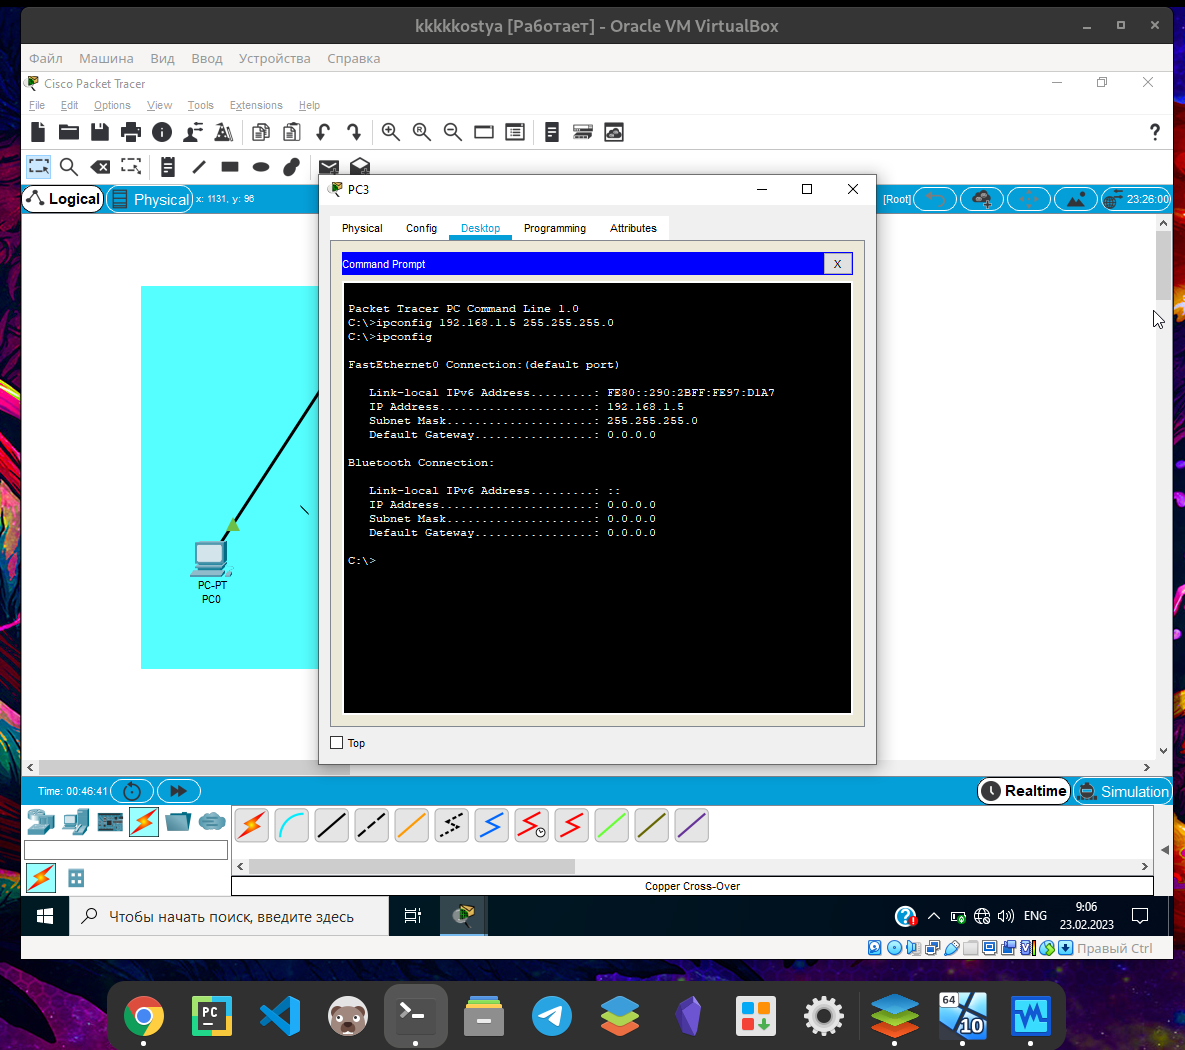 kkkkkostya [Работает] - Oracle VM VirtualBox
Файл Машина Вид Ввод Устройства Справка
Cisco Packet Tracer
File Edit Options View Tools Extensions Help
?
Logical Physical x: 1131, y: 96 [Root] 23:26:00
PC3
Physical Config Desktop Programming Attributes
Command Prompt X
Packet Tracer PC Command Line 1.0
C:\>ipconfig 192.168.1.5 255.255.255.0
C:\>ipconfig
FastEthernet0 Connection:(default port)
Link-local IPv6 Address.........: FE80::290:2BFF:FE97:D1A7
IP Address......................: 192.168.1.5
Subnet Mask.....................: 255.255.255.0
Default Gateway.................: 0.0.0.0
Bluetooth Connection:
Link-local IPv6 Address.........: ::
IP Address......................: 0.0.0.0
Subnet Mask.....................: 0.0.0.0
Default Gateway.................: 0.0.0.0
C:\>
PC-PT
PC0
Top
Time: 00:46:41 Realtime Simulation
Copper Cross-Over
Чтобы начать поиск, введите здесь
ENG
9:06
23.02.2023
Правый Ctrl
PC
64
10